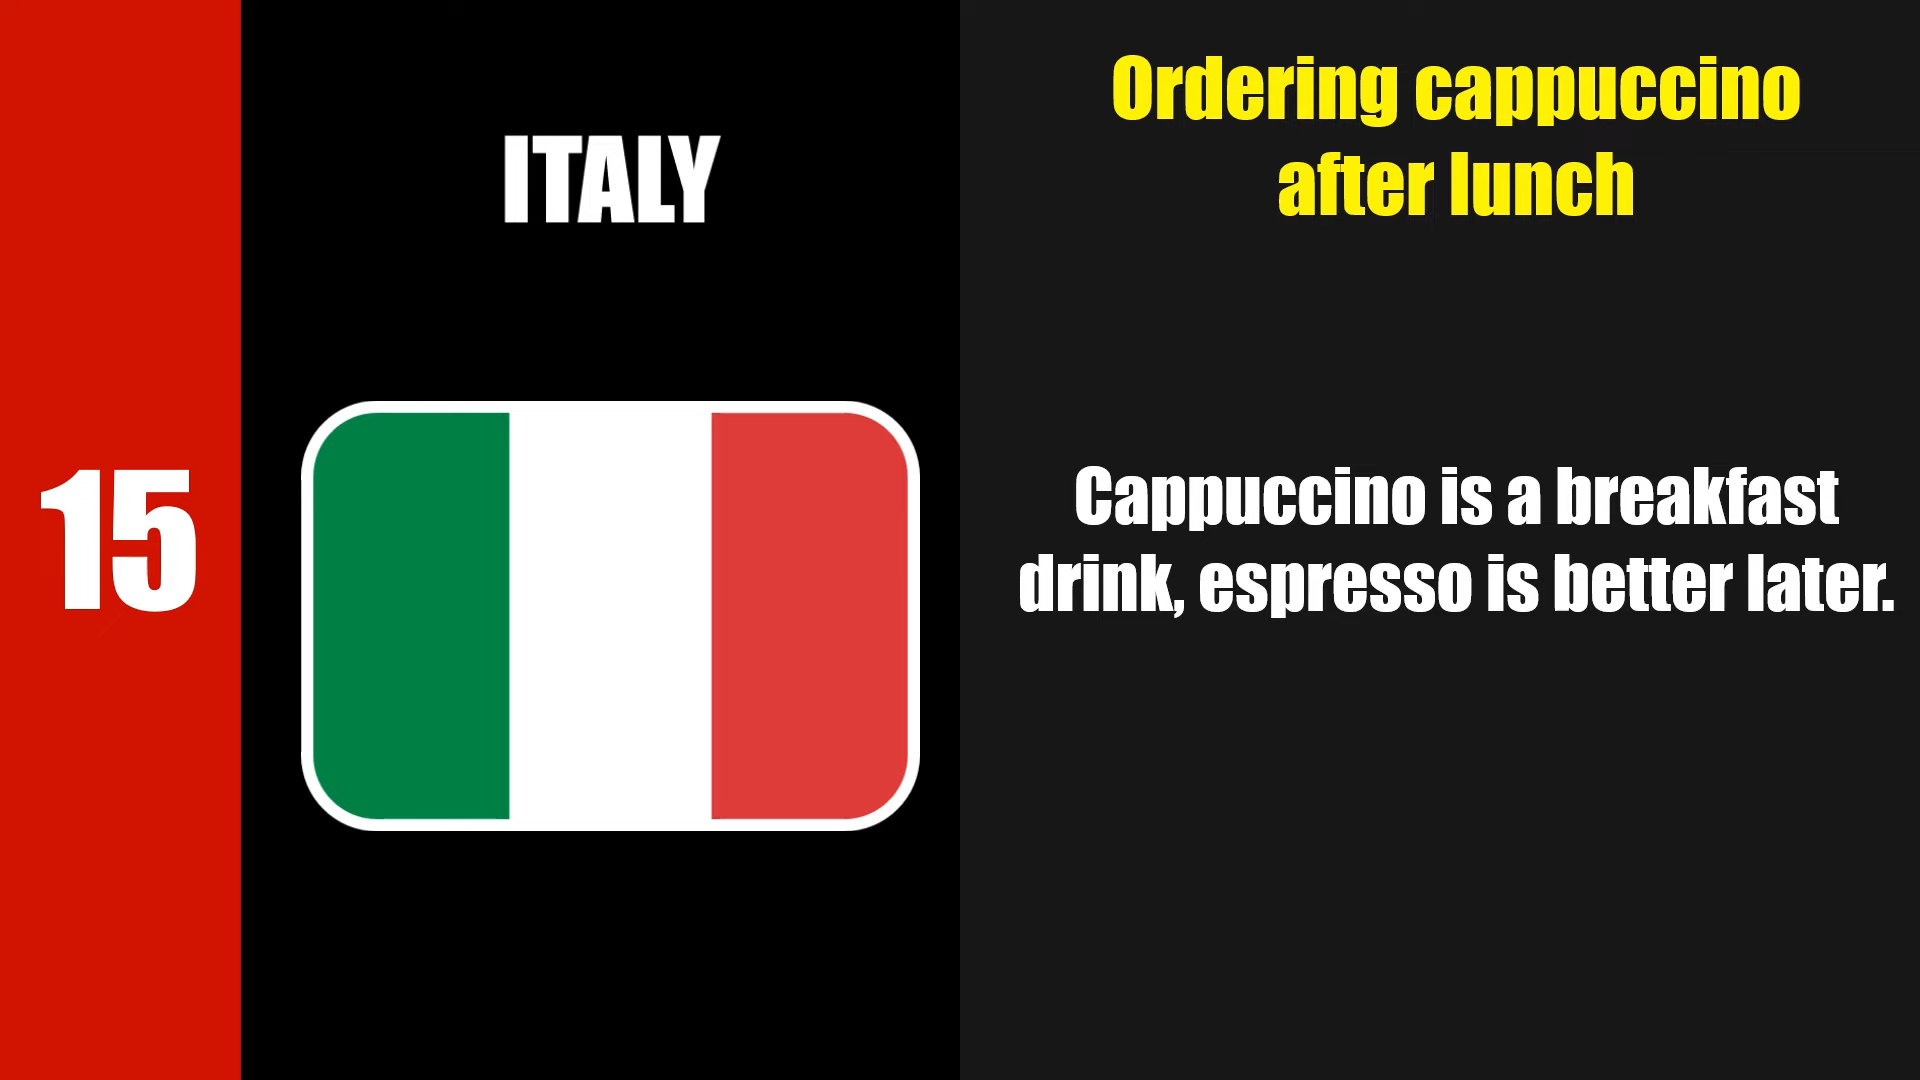 15
ITALY
Ordering cappuccino
after lunch
Cappuccino is a breakfast
drink, espresso is better later.